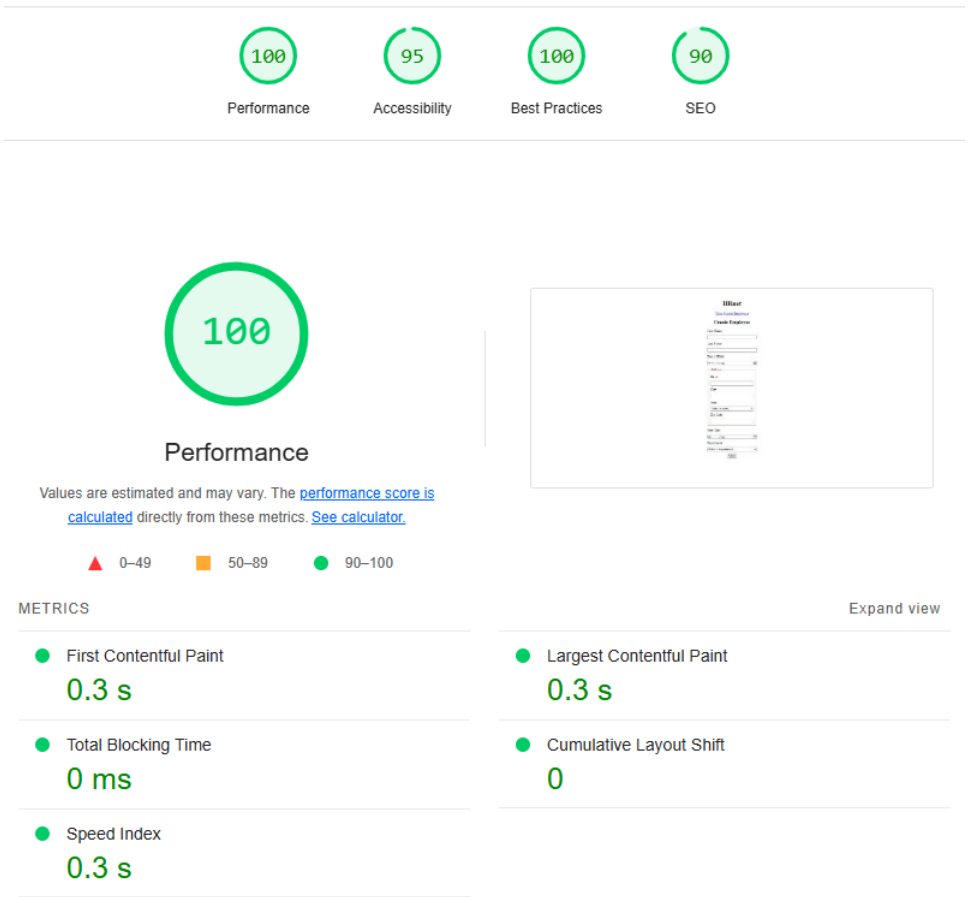 100
95
100
90
Performance
Accessibility
Best Practices
SEO
100
Performance
Values are estimated and may vary. The performance score is
calculated directly from these metrics. See calculator.
0–49
50–89
90–100
HRnet
Create Employee
METRICS
Expand view
First Contentful Paint
0.3 s
Largest Contentful Paint
0.3 s
Total Blocking Time
0 ms
Cumulative Layout Shift
0
Speed Index
0.3 s